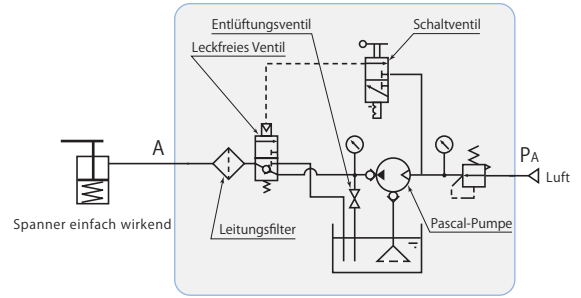 Entlüftungsventil
Schaltventil
Leckfreies Ventil
A
PA
Luft
Spanner einfach wirkend
Leitungsfilter
Pascal-Pumpe